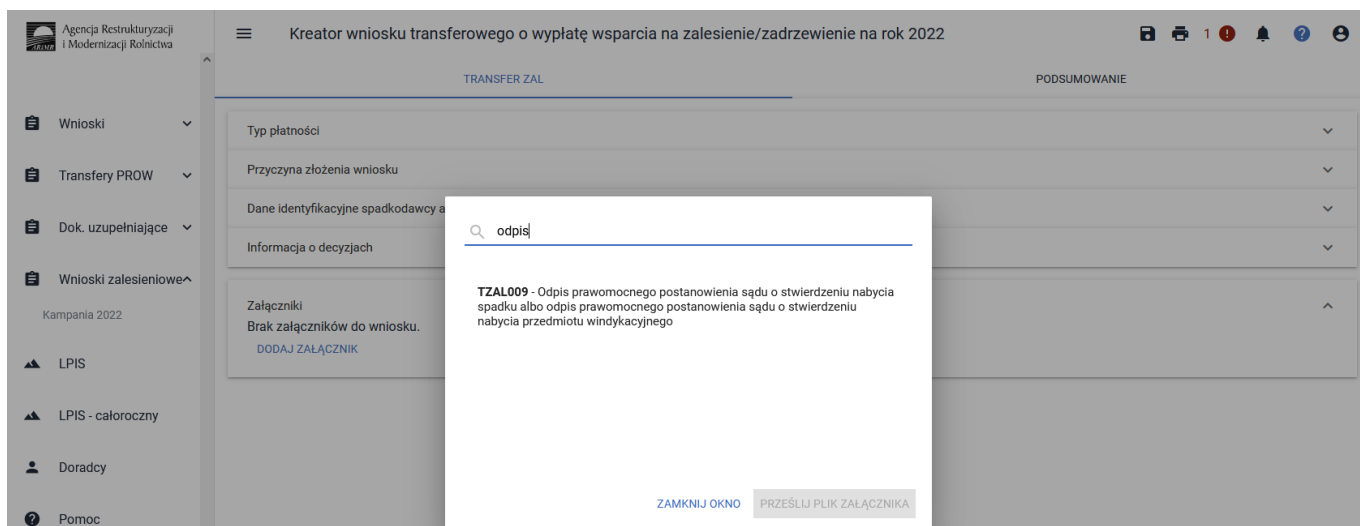 Agencja Restrukturyzacji
i Modernizacji Rolnictwa
ARiMR
Kreator wniosku transferowego o wypłatę wsparcia na zalesienie/zadrzewienie na rok 2022
1
TRANSFER ZAL
PODSUMOWANIE
Wnioski
Transfery PROW
Dok. uzupełniające
Wnioski zalesieniowe
Kampania 2022
LPIS
LPIS - całoroczny
Doradcy
Pomoc
Typ płatności
Przyczyna złożenia wniosku
Dane identyfikacyjne spadkodawcy a
Informacja o decyzjach
Załączniki
Brak załączników do wniosku.
DODAJ ZAŁĄCZNIK
odpis
TZAL009 - Odpis prawomocnego postanowienia sądu o stwierdzeniu nabycia
spadku albo odpis prawomocnego postanowienia sądu o stwierdzeniu
nabycia przedmiotu windykacyjnego
ZAMKNIJ OKNO
PRZEŚLIJ PLIK ZAŁĄCZNIKA